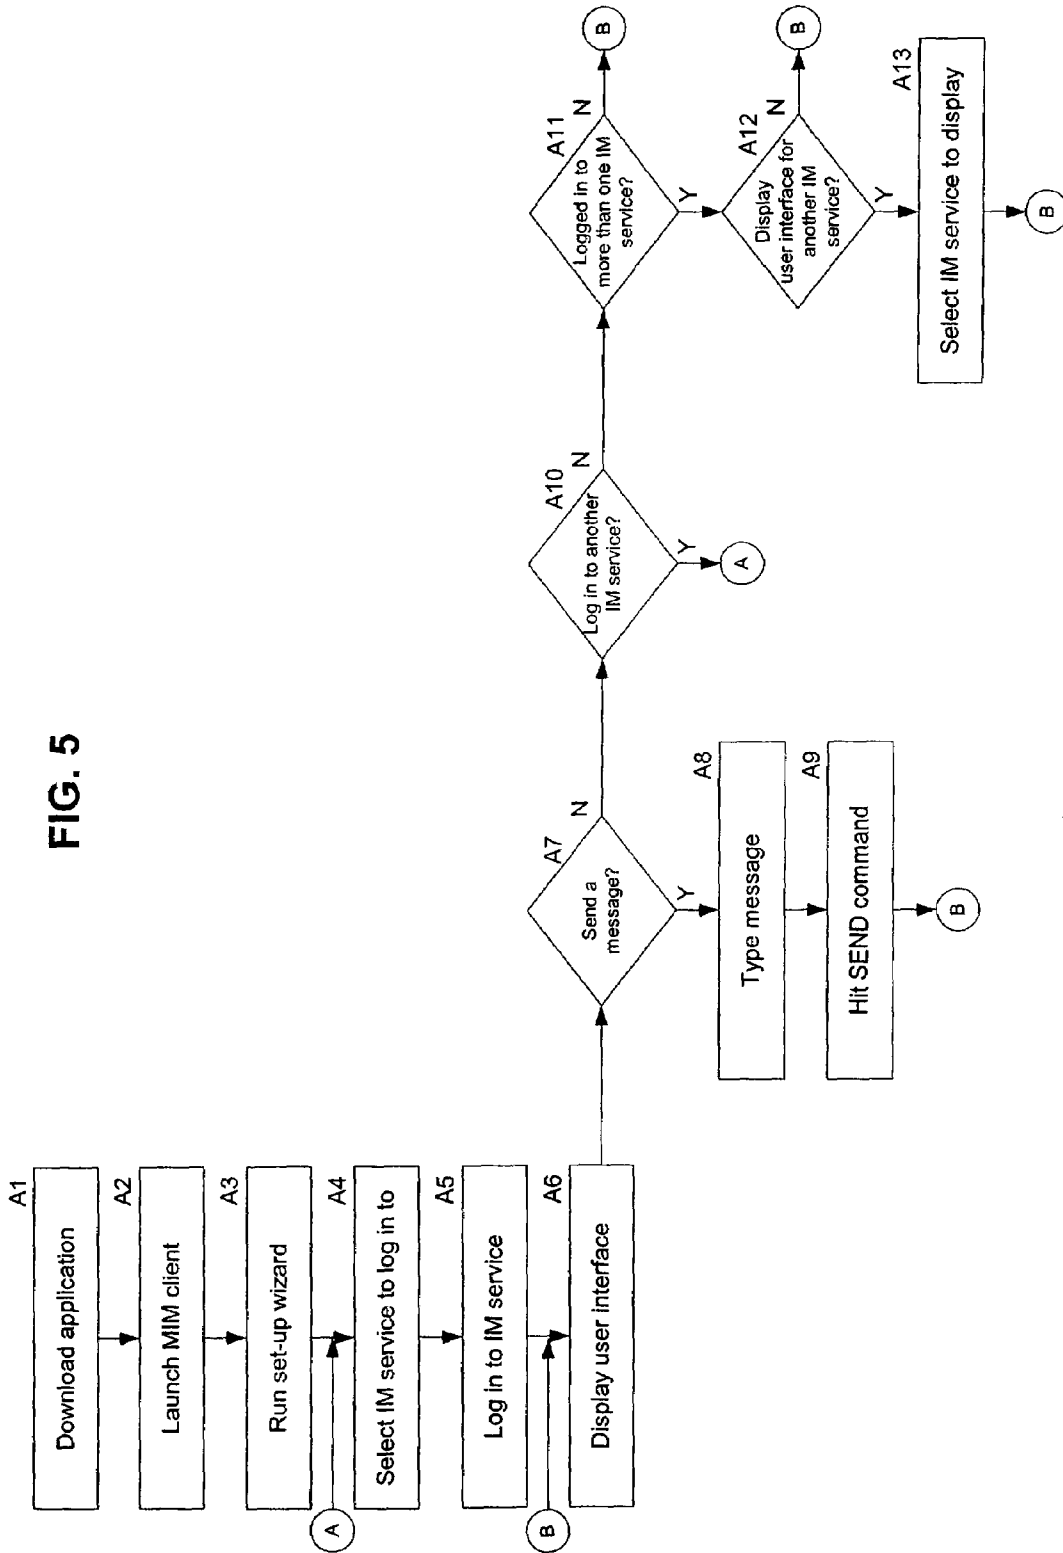 FIG. 5
A1
Download application
A2
Launch MIM client
A3
Run set-up wizard
A
A4
Select IM service to log in to
A5
Log in to IM service
B
A6
Display user interface
A7
Send a
message?
N
Y
A8
Type message
A9
Hit SEND command
B
A10
Log in to another
IM service?
N
Y
A
A11
Logged in to
more than one IM
service?
N
B
Y
A12
Display
user interface for
another IM
service?
N
B
Y
A13
Select IM service to display
B